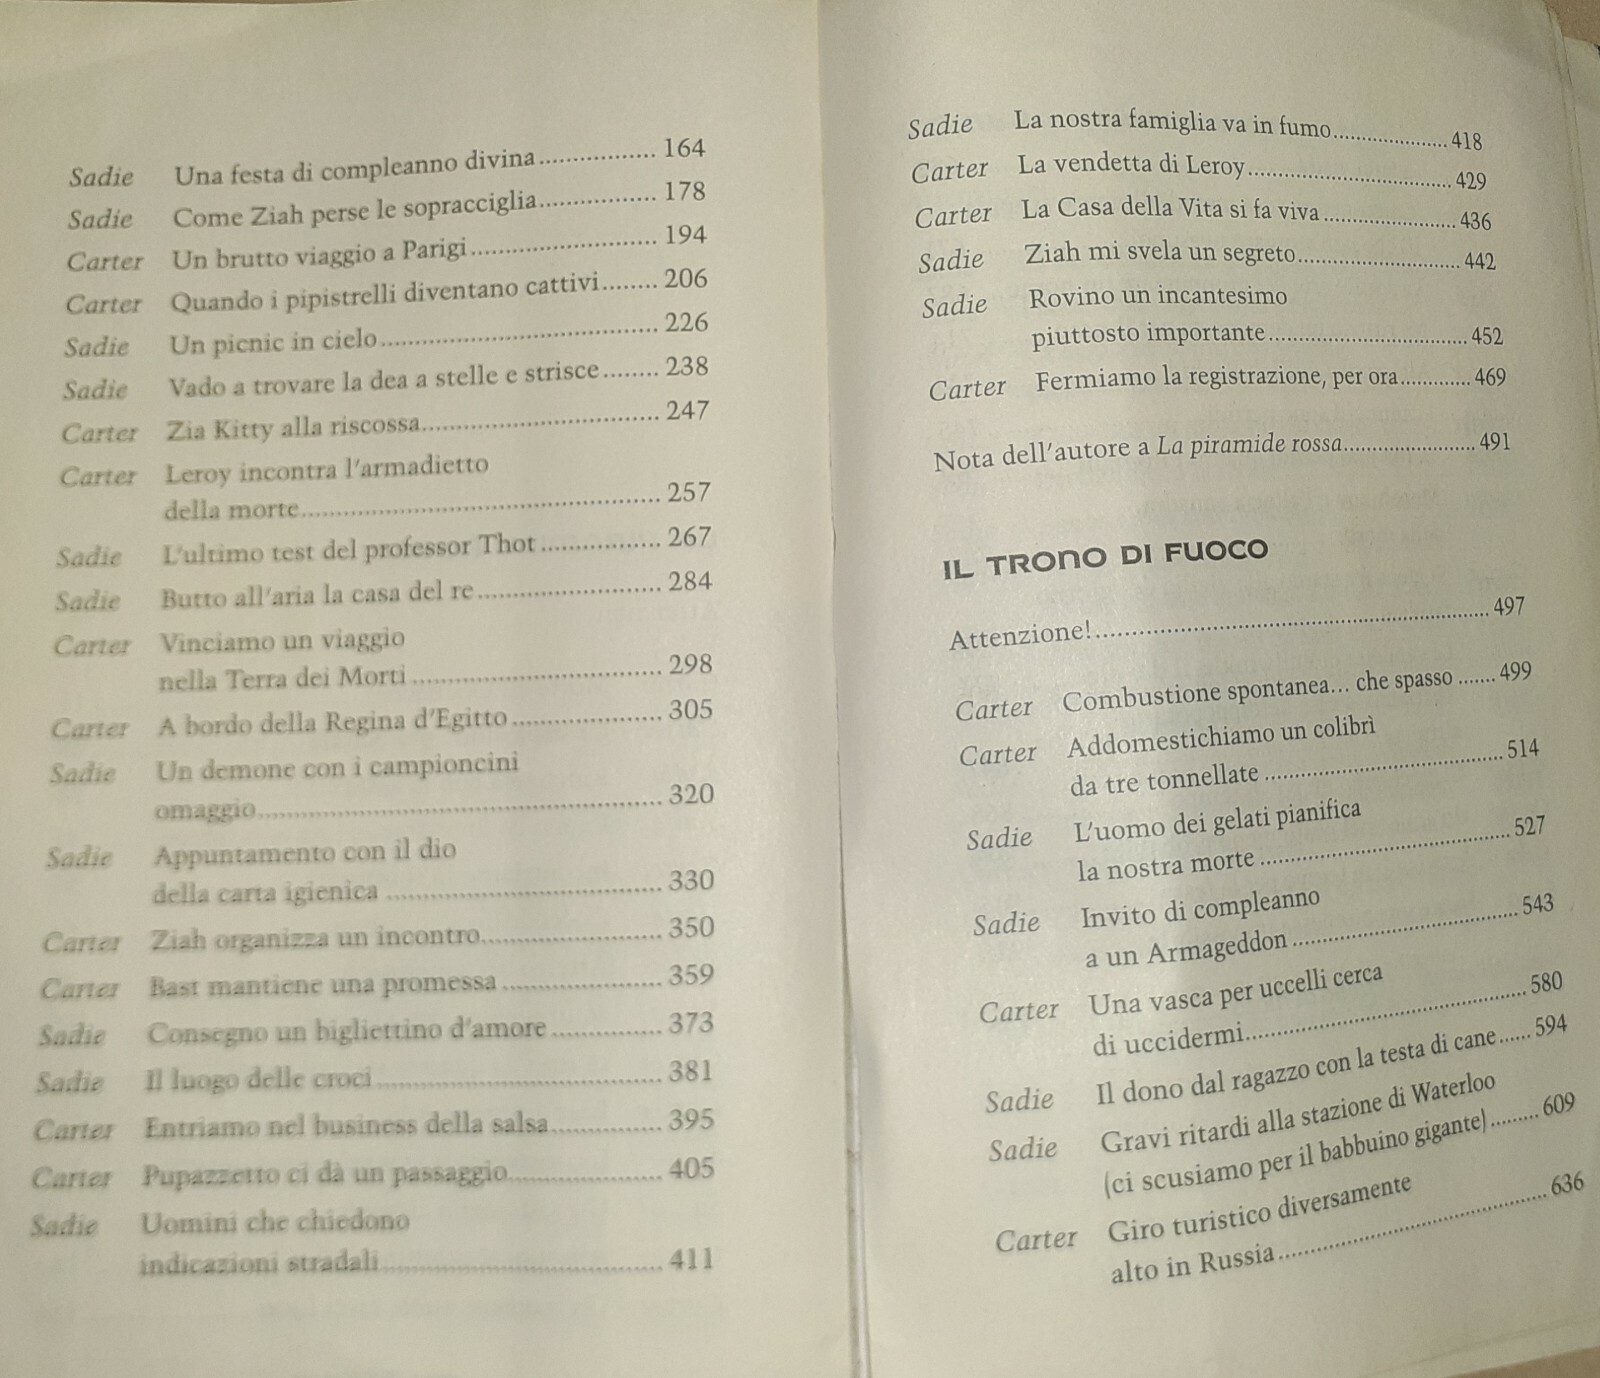 Sadie Una festa di compleanno divina................. 164
Sadie Come Ziah perse le sopracciglia................. 178
Carter Un brutto viaggio a Parigi........................... 194
Carter Quando i pipistrelli diventano cattivi........ 206
Sadie Un picnic in cielo........................................ 226
Sadie Vado a trovare la dea a stelle e strisce........ 238
Carter Zia Kitty alla riscossa.................................. 247
Carter Leroy incontra l'armadietto
della morte.................................................... 257
Sadie L'ultimo test del professor Thot................. 267
Sadie Butto all'aria la casa del re.......................... 284
Carter Vinciamo un viaggio
nella Terra dei Morti................................... 298
Carter A bordo della Regina d'Egitto...................... 305
Sadie Un demone con i campioncini
omaggio......................................................... 320
Sadie Appuntamento con il dio
della carta igienica....................................... 330
Carter Ziah organizza un incontro......................... 350
Carter Bast mantiene una promessa....................... 359
Sadie Consegno un bigliettino d'amore................ 373
Sadie Il luogo delle croci........................................ 381
Carter Entriamo nel business della salsa................ 395
Carter Pupazzetto ci dà un passaggio...................... 405
Sadie Uomini che chiedono
indicazioni stradali....................................... 411
Sadie La nostra famiglia va in fumo.................. 418
Carter La vendetta di Leroy................................ 429
Carter La Casa della Vita si fa viva..................... 436
Sadie Ziah mi svela un segreto......................... 442
Sadie Rovino un incantesimo
piuttosto importante............................... 452
Carter Fermiamo la registrazione, per ora............. 469
Nota dell'autore a La piramide rossa....................... 491
IL TRONO DI FUOCO
Attenzione!............................................................ 497
Carter Combustione spontanea... che spasso ....... 499
Carter Addomestichiamo un colibrì
da tre tonnellate ....................................... 514
Sadie L'uomo dei gelati pianifica
la nostra morte ........................................ 527
Sadie Invito di compleanno
a un Armageddon .................................... 543
Carter Una vasca per uccelli cerca
di uccidermi............................................. 580
Sadie Il dono dal ragazzo con la testa di cane...... 594
Sadie Gravi ritardi alla stazione di Waterloo
(ci scusiamo per il babbuino gigante)......... 609
Carter Giro turistico diversamente
alto in Russia........................................... 636